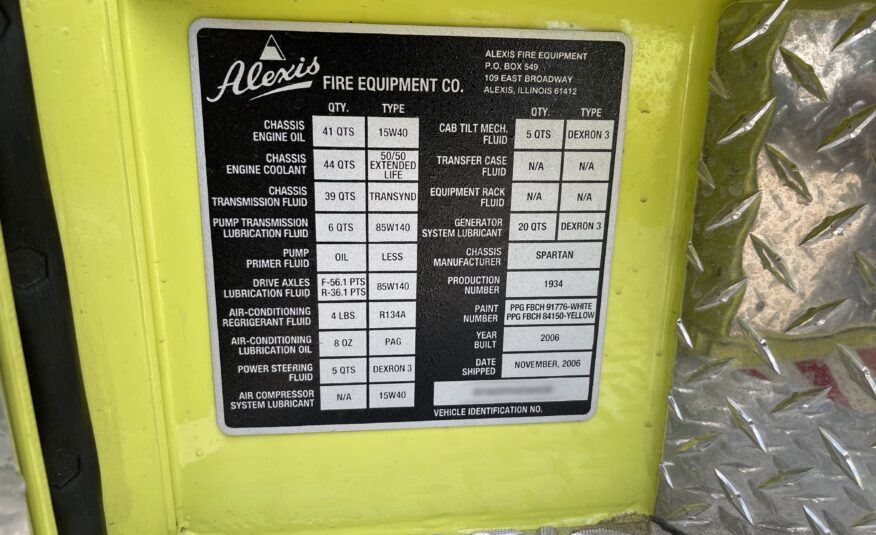 Alexis
FIRE EQUIPMENT CO.
ALEXIS FIRE EQUIPMENT
P.O. BOX 549
109 EAST BROADWAY
ALEXIS, ILLINOIS 61412
QTY. TYPE
CHASSIS
ENGINE OIL 41 QTS 15W40
CHASSIS
ENGINE COOLANT 44 QTS 50/50
EXTENDED
LIFE
CHASSIS
TRANSMISSION FLUID 39 QTS TRANSYND
PUMP TRANSMISSION
LUBRICATION FLUID 6 QTS 85W140
PUMP
PRIMER FLUID OIL LESS
DRIVE AXLES
LUBRICATION FLUID F-56.1 PTS
R-36.1 PTS 85W140
AIR-CONDITIONING
REGRIGERANT FLUID 4 LBS R134A
AIR-CONDITIONING
LUBRICATION OIL 8 OZ PAG
POWER STEERING
FLUID 5 QTS DEXRON 3
AIR COMPRESSOR
SYSTEM LUBRICANT N/A 15W40
QTY. TYPE
CAB TILT MECH.
FLUID 5 QTS DEXRON 3
TRANSFER CASE
FLUID N/A N/A
EQUIPMENT RACK
FLUID N/A N/A
GENERATOR
SYSTEM LUBRICANT 20 QTS DEXRON 3
CHASSIS
MANUFACTURER SPARTAN
PRODUCTION
NUMBER 1934
PAINT
NUMBER PPG FBCH 91776-WHITE
PPG FBCH 84150-YELLOW
YEAR
BUILT 2006
DATE
SHIPPED NOVEMBER, 2006
VEHICLE IDENTIFICATION NO.